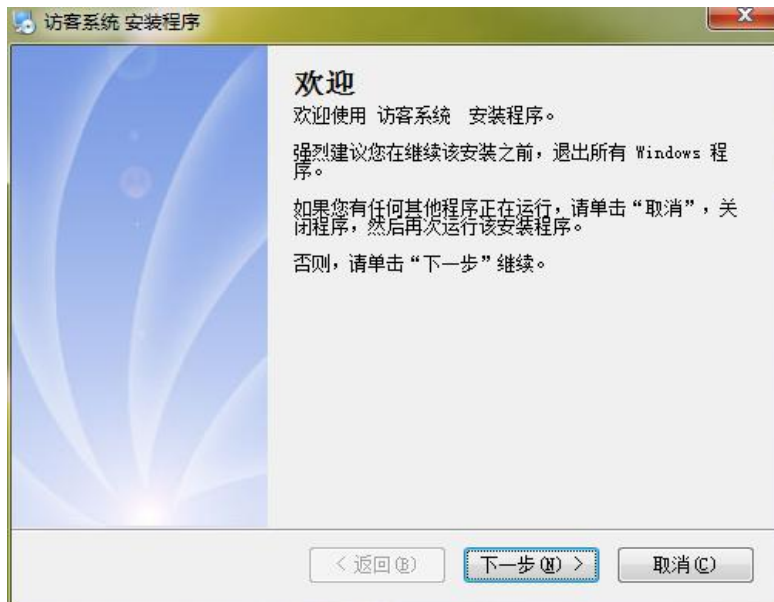 访客系统 安装程序
欢迎
欢迎使用 访客系统 安装程序。
强烈建议您在继续该安装之前，退出所有 Windows 程
序。
如果您有任何其他程序正在运行，请单击“取消”，关
闭程序，然后再次运行该安装程序。
否则，请单击“下一步”继续。
< 返回(B)
下一步(N) >
取消(C)